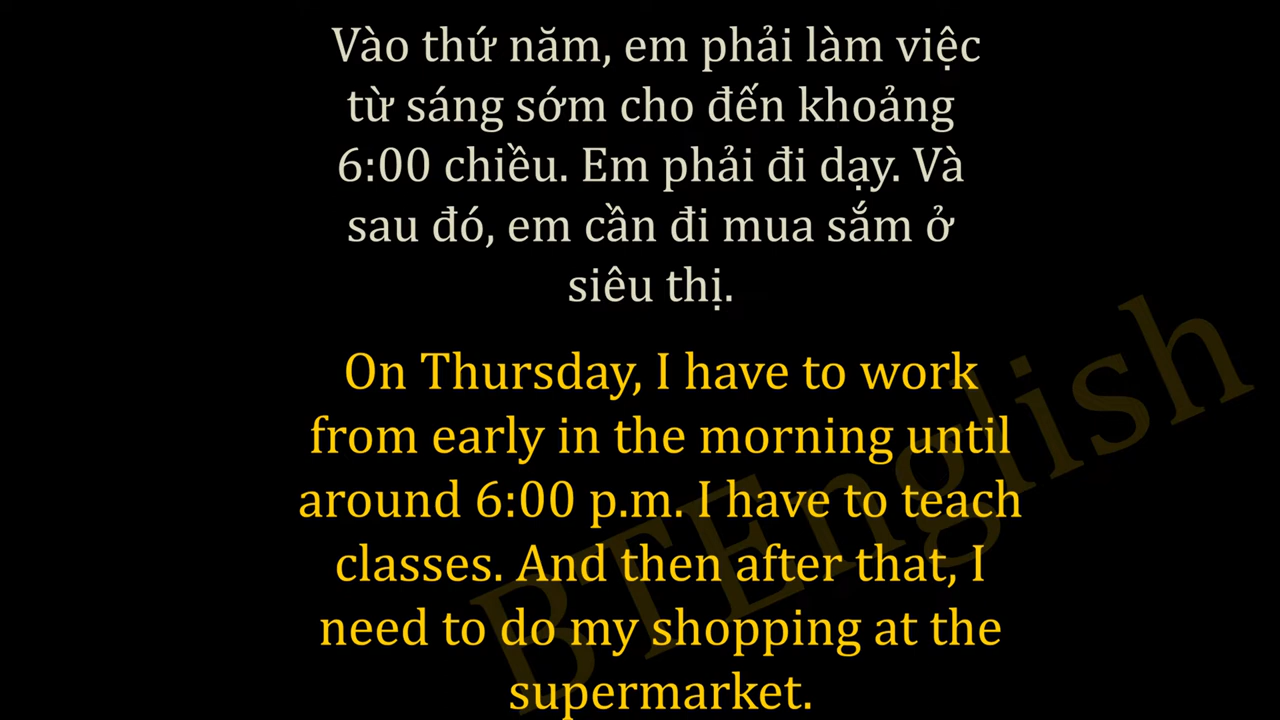 Vào thứ năm, em phải làm việc
từ sáng sớm cho đến khoảng
6:00 chiều. Em phải đi dạy. Và
sau đó, em cần đi mua sắm ở
siêu thị.
On Thursday, I have to work
from early in the morning until
around 6:00 p.m. I have to teach
classes. And then after that, I
need to do my shopping at the
supermarket.
BTEnglish